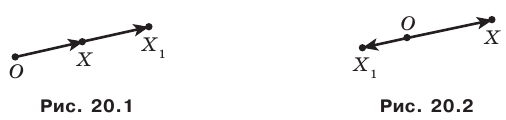 O X X₁
Рис. 20.1
X₁ O X
Рис. 20.2